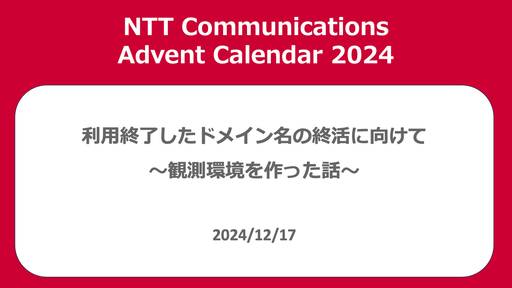 NTT Communications
Advent Calendar 2024
利用終了したドメイン名の終活に向けて
～観測環境を作った話～
2024/12/17